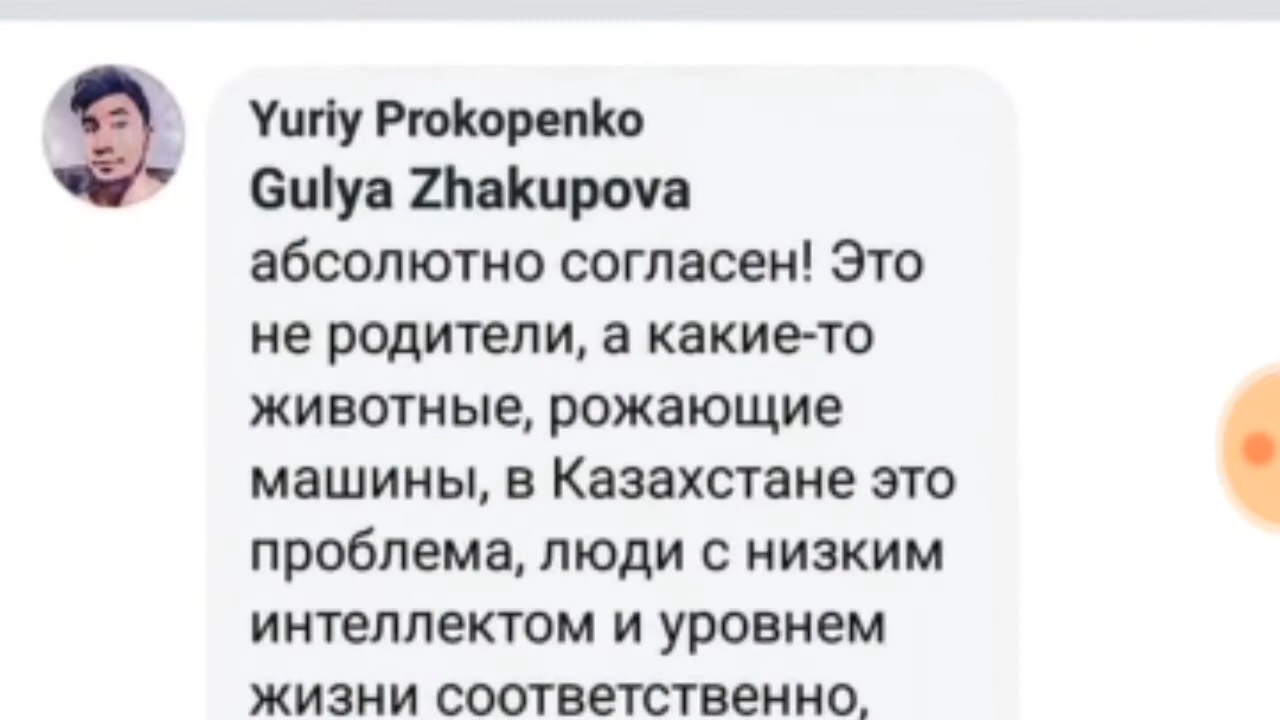 Yuriy Prokopenko
Gulya Zhakupova
абсолютно согласен! Это
не родители, а какие-то
животные, рожающие
машины, в Казахстане это
проблема, люди с низким
интеллектом и уровнем
жизни соответственно,